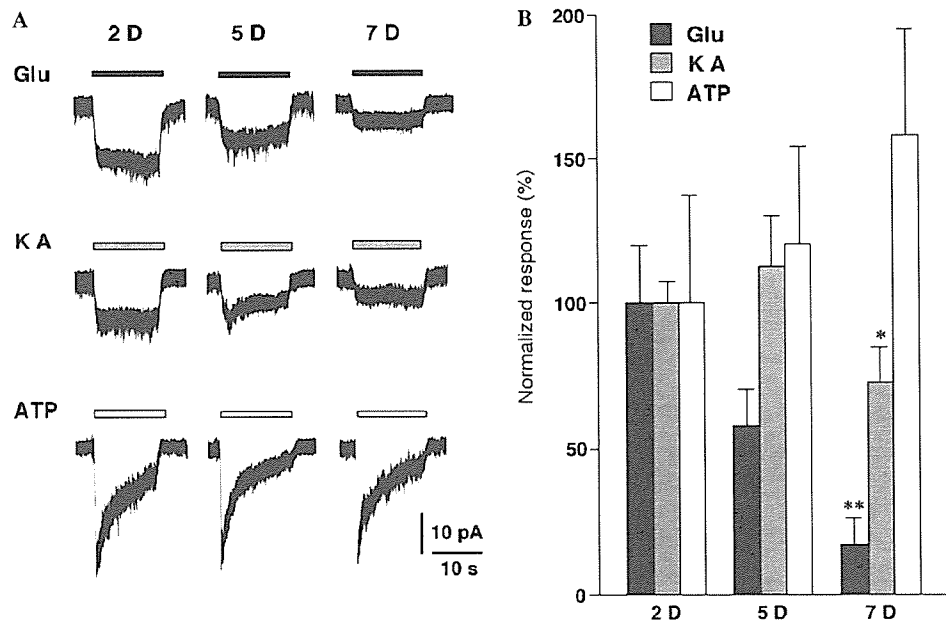 A
2 D 5 D 7 D
Glu
K A
ATP
10 pA
10 s
B
Glu
K A
ATP
Normalized response (%)
200
150
100
50
0
*
**
2 D 5 D 7 D